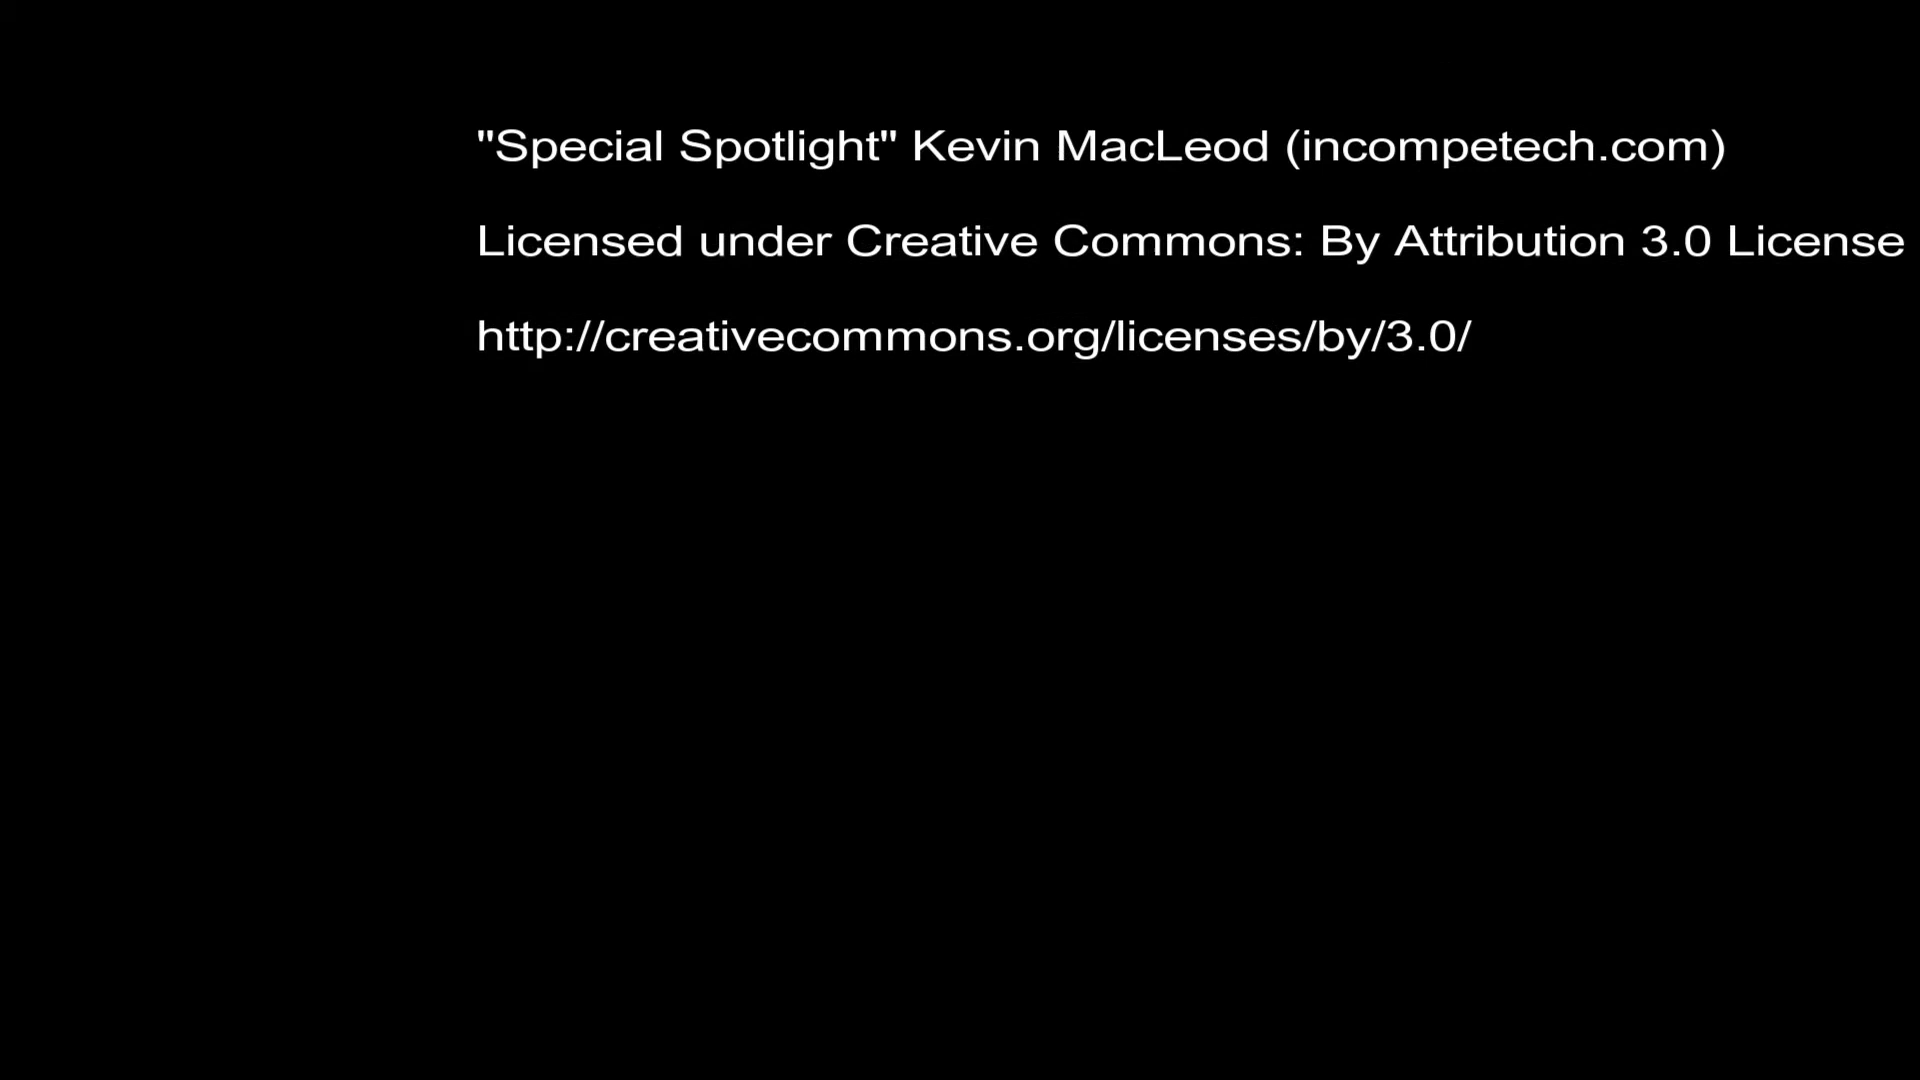 "Special Spotlight" Kevin MacLeod (incompetech.com)
Licensed under Creative Commons: By Attribution 3.0 License
http://creativecommons.org/licenses/by/3.0/